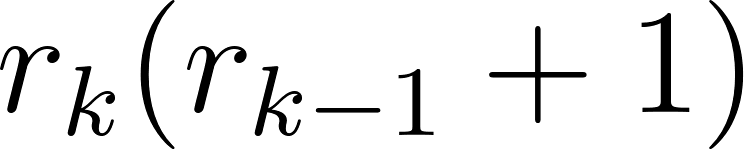 r_k(r_{k-1} + 1)